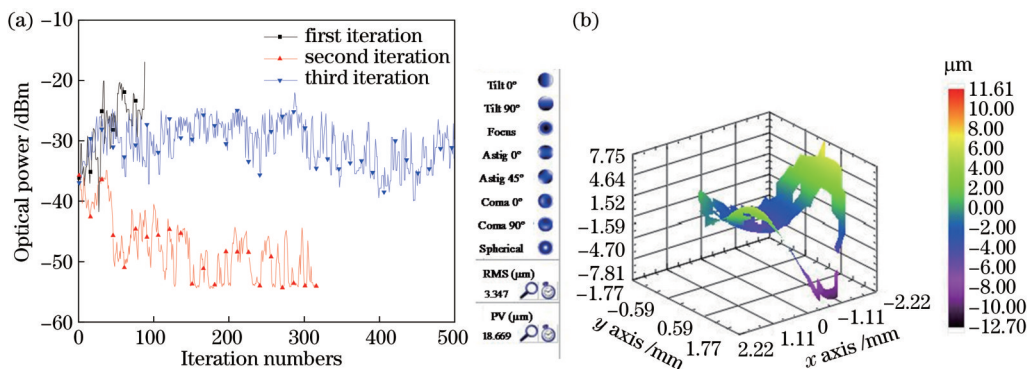 (a)
−10
−20
−30
−40
−50
−60
Optical power /dBm
0 100 200 300 400 500
Iteration numbers
first iteration
second iteration
third iteration
Tilt 0°
Tilt 90°
Focus
Astig 0°
Astig 45°
Coma 0°
Coma 90°
Spherical
RMS (μm)
3.347
PV (μm)
18.669
(b)
7.75
4.64
1.52
−1.59
−4.70
−7.81
−1.77
−0.59
0.59
1.77
y axis /mm
2.22
1.11
0
−1.11
−2.22
x axis /mm
μm
11.61
10.00
8.00
6.00
4.00
2.00
0
−2.00
−4.00
−6.00
−8.00
−10.00
−12.70